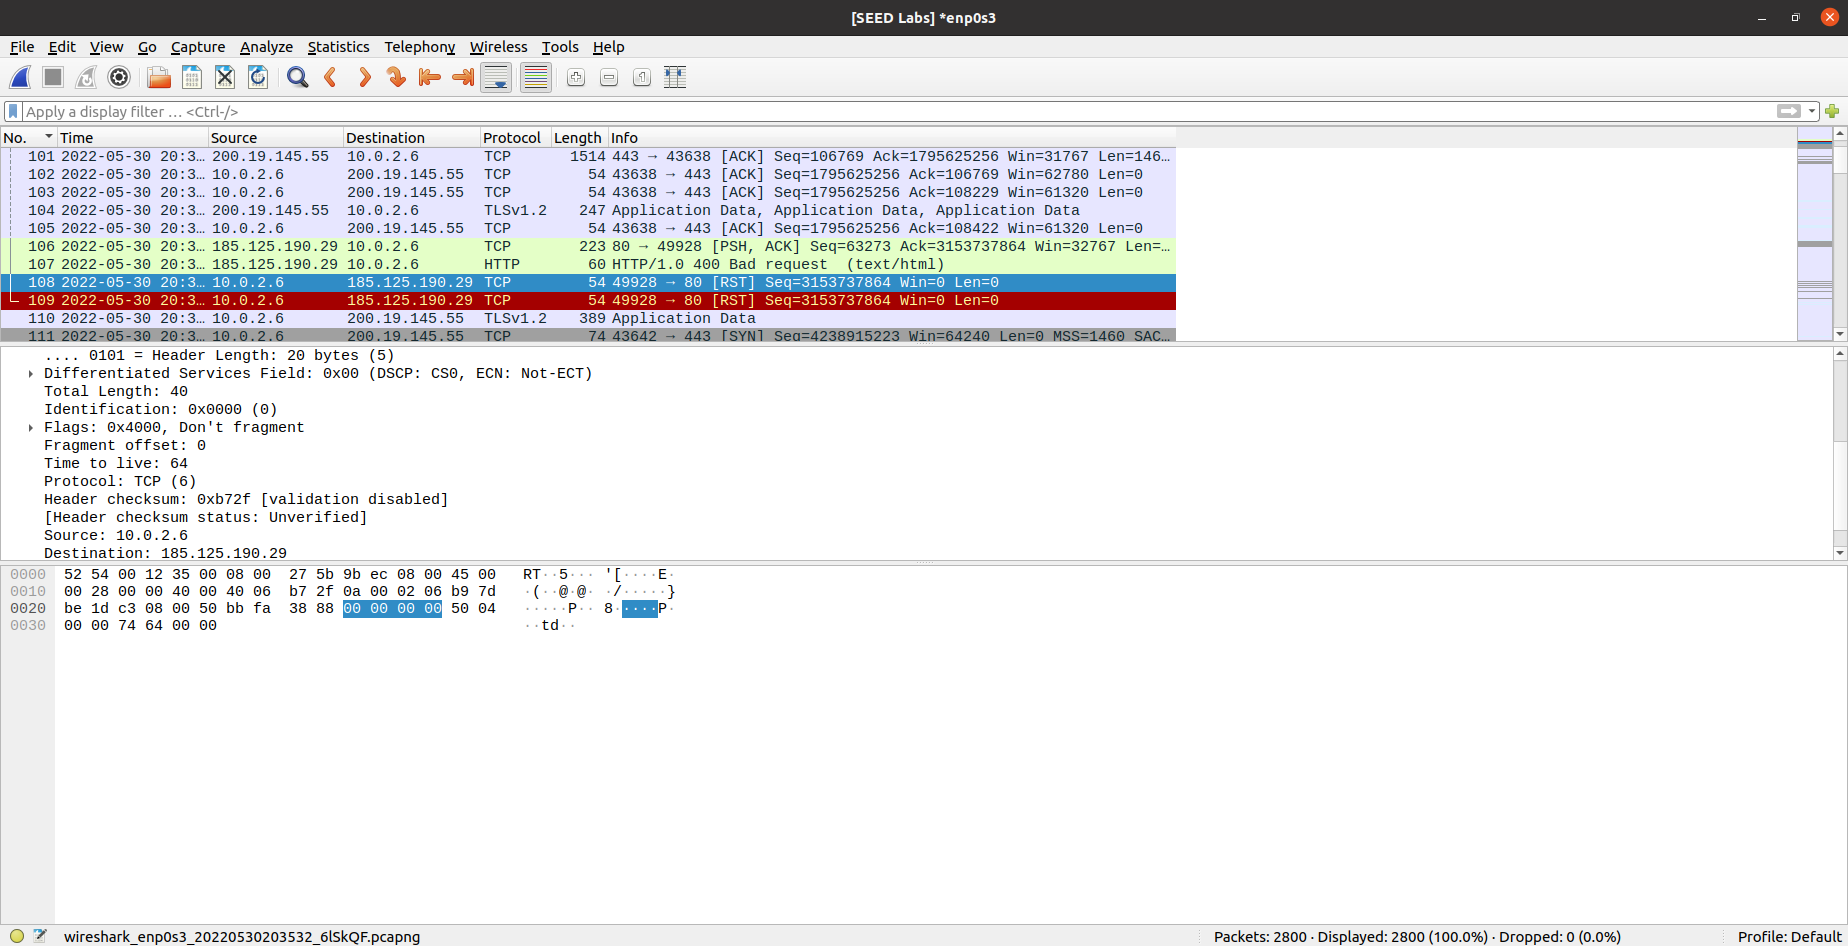 [SEED Labs] *enp0s3
File Edit View Go Capture Analyze Statistics Telephony Wireless Tools Help
Apply a display filter … <Ctrl-/>
No. Time Source Destination Protocol Length Info
101 2022-05-30 20:3… 200.19.145.55 10.0.2.6 TCP 1514 443 → 43638 [ACK] Seq=106769 Ack=1795625256 Win=31767 Len=146…
102 2022-05-30 20:3… 10.0.2.6 200.19.145.55 TCP 54 43638 → 443 [ACK] Seq=1795625256 Ack=106769 Win=62780 Len=0
103 2022-05-30 20:3… 10.0.2.6 200.19.145.55 TCP 54 43638 → 443 [ACK] Seq=1795625256 Ack=108229 Win=61320 Len=0
104 2022-05-30 20:3… 200.19.145.55 10.0.2.6 TLSv1.2 247 Application Data, Application Data, Application Data
105 2022-05-30 20:3… 10.0.2.6 200.19.145.55 TCP 54 43638 → 443 [ACK] Seq=1795625256 Ack=108422 Win=61320 Len=0
106 2022-05-30 20:3… 185.125.190.29 10.0.2.6 TCP 223 80 → 49928 [PSH, ACK] Seq=63273 Ack=3153737864 Win=32767 Len=…
107 2022-05-30 20:3… 185.125.190.29 10.0.2.6 HTTP 60 HTTP/1.0 400 Bad request (text/html)
108 2022-05-30 20:3… 10.0.2.6 185.125.190.29 TCP 54 49928 → 80 [RST] Seq=3153737864 Win=0 Len=0
109 2022-05-30 20:3… 10.0.2.6 185.125.190.29 TCP 54 49928 → 80 [RST] Seq=3153737864 Win=0 Len=0
110 2022-05-30 20:3… 10.0.2.6 200.19.145.55 TLSv1.2 389 Application Data
111 2022-05-30 20:3… 10.0.2.6 200.19.145.55 TCP 74 43642 → 443 [SYN] Seq=4238915223 Win=64240 Len=0 MSS=1460 SAC…
.... 0101 = Header Length: 20 bytes (5)
Differentiated Services Field: 0x00 (DSCP: CS0, ECN: Not-ECT)
Total Length: 40
Identification: 0x0000 (0)
Flags: 0x4000, Don't fragment
Fragment offset: 0
Time to live: 64
Protocol: TCP (6)
Header checksum: 0xb72f [validation disabled]
[Header checksum status: Unverified]
Source: 10.0.2.6
Destination: 185.125.190.29
0000 52 54 00 12 35 00 08 00 27 5b 9b ec 08 00 45 00 RT··5··· '[····E·
0010 00 28 00 00 40 00 40 06 b7 2f 0a 00 02 06 b9 7d ·(··@·@· ·/·····}
0020 be 1d c3 08 00 50 bb fa 38 88 00 00 00 00 50 04 ·····P·· 8·····P·
0030 00 00 74 64 00 00 ··td··
wireshark_enp0s3_20220530203532_6lSkQF.pcapng Packets: 2800 · Displayed: 2800 (100.0%) · Dropped: 0 (0.0%) Profile: Default